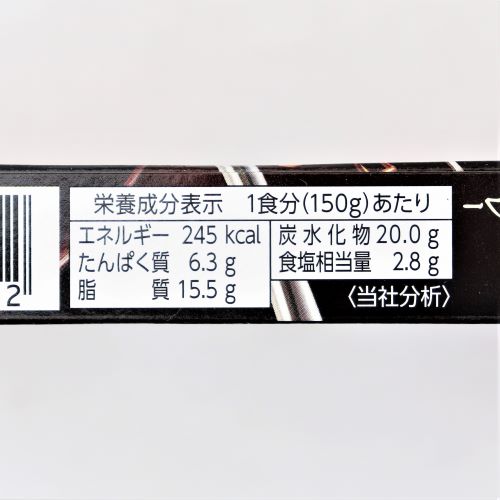 栄養成分表示 1食分(150g)あたり
エネルギー 245 kcal
たんぱく質 6.3 g
脂質 15.5 g
炭水化物 20.0 g
食塩相当量 2.8 g
〈当社分析〉
2